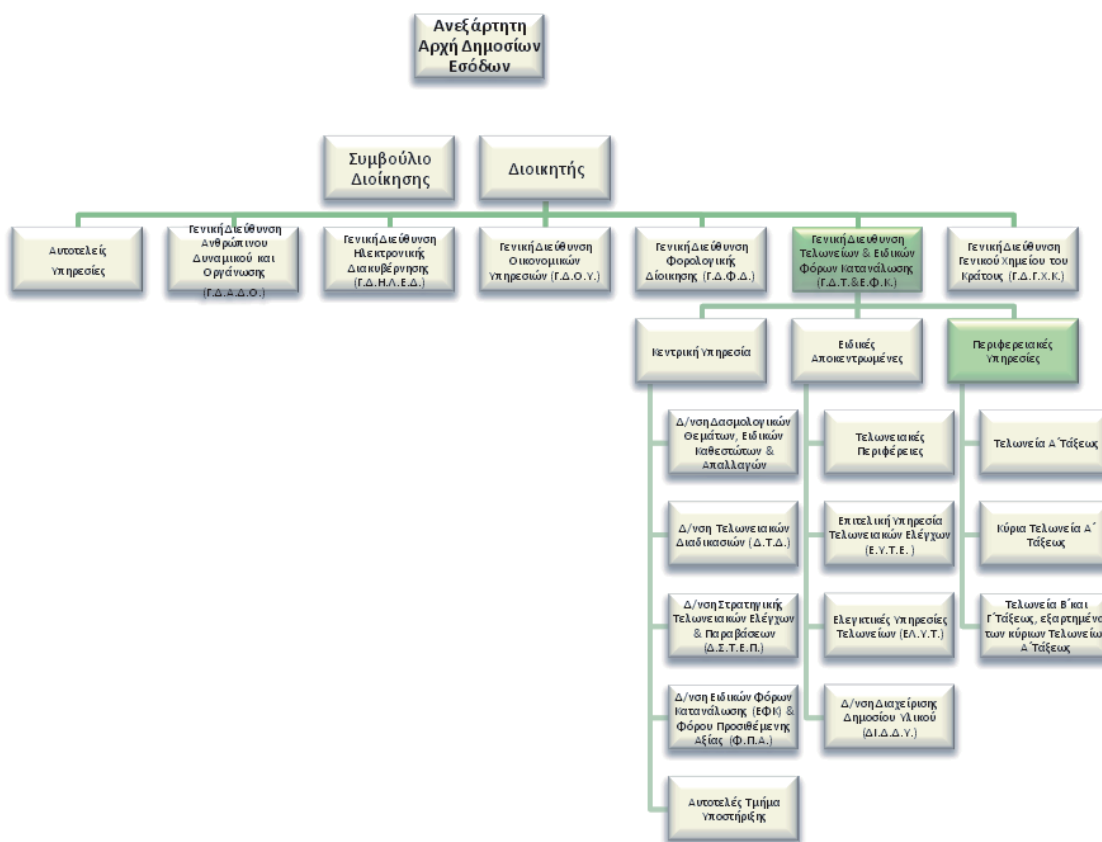 Ανεξάρτητη
Αρχή Δημοσίων
Εσόδων
Συμβούλιο
Διοίκησης
Διοικητής
Αυτοτελείς
Υπηρεσίες
Γενική Διεύθυνση
Ανθρώπινου
Δυναμικού και
Οργάνωσης
(Γ.Δ.Α.Δ.Ο.)
Γενική Διεύθυνση
Ηλεκτρονικής
Διακυβέρνησης
(Γ.Δ.Η.Λ.Ε.Δ.)
Γενική Διεύθυνση
Οικονομικών
Υπηρεσιών (Γ.Δ.Ο.Υ.)
Γενική Διεύθυνση
Φορολογικής
Δίοικησης (Γ.Δ.Φ.Δ.)
Γενική Διευθυνση
Τελωνείων & Ειδικών
Φόρων Κατανάλωσης
(Γ.Δ.Τ.&Ε.Φ.Κ.)
Γενική Διεύθυνση
Γενικού Χημείου του
Κράτους (Γ.Δ.Γ.Χ.Κ.)
Κεντρική Υπηρεσία
Ειδικές
Αποκεντρωμένες
Περιφερειακές
Υπηρεσίες
Δ/νση Δασμολογικών
Θεμάτων, Ειδικών
Καθεστώτων &
Απαλλαγών
Δ/νση Τελωνειακών
Διαδικασιών (Δ.Τ.Δ.)
Δ/νση Στρατηγικής
Τελωνειακών Ελέγχων
& Παραβάσεων
(Δ.Σ.Τ.Ε.Π.)
Δ/νση Ειδικών Φόρων
Κατανάλωσης (ΕΦΚ) &
Φόρου Προσιθέμενης
Αξίας (Φ.Π.Α.)
Αυτοτελές Τμήμα
Υποστήριξης
Τελωνειακές
Περιφέρειες
Επιτελική Υπηρεσία
Τελωνειακών Ελέγχων
(Ε.Υ.Τ.Ε. )
Ελεγκτικές Υπηρεσίες
Τελωνείων (ΕΛ.Υ.Τ.)
Δ/νση Διαχείρισης
Δημοσίου Υλικού
(ΔΙ.Δ.Δ.Υ.)
Τελωνεία Α΄Τάξεως
Κύρια Τελωνεία Α΄
Τάξεως
Τελωνεία Β΄και
Γ΄Τάξεως, εξαρτημένα
των κύριων Τελωνείων
Α΄Τάξεως